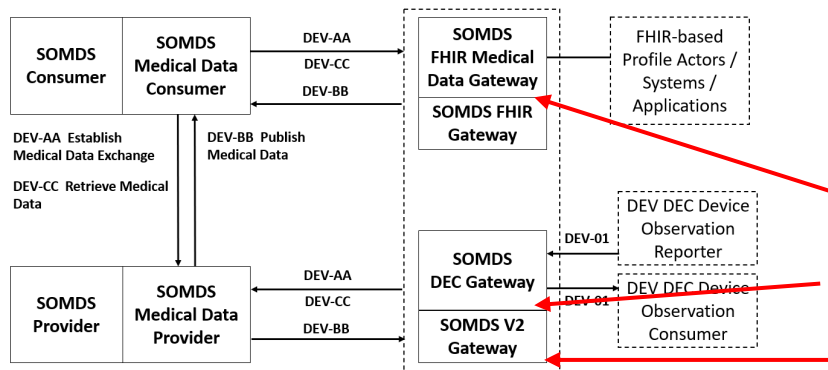 SOMDS
Consumer
SOMDS
Medical Data
Consumer
DEV-AA
DEV-CC
DEV-BB
SOMDS
FHIR Medical
Data Gateway
SOMDS FHIR
Gateway
FHIR-based
Profile Actors /
Systems /
Applications
DEV-AA Establish
Medical Data Exchange
DEV-CC Retrieve Medical
Data
DEV-BB Publish
Medical Data
SOMDS
Provider
SOMDS
Medical Data
Provider
DEV-AA
DEV-CC
DEV-BB
SOMDS
DEC Gateway
SOMDS V2
Gateway
DEV-01
DEV-01
DEV DEC Device
Observation
Reporter
DEV DEC Device
Observation
Consumer